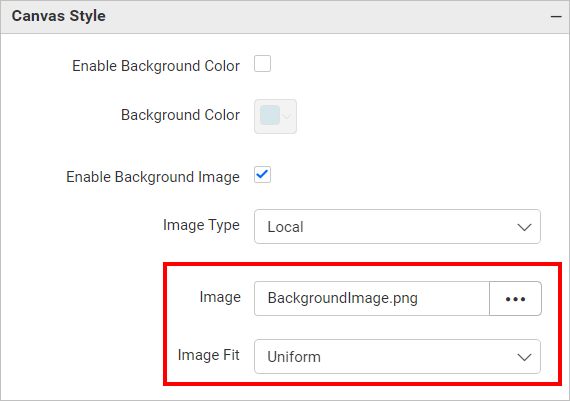 Canvas Style
Enable Background Color
Background Color
Enable Background Image
Image Type Local
Image BackgroundImage.png
Image Fit Uniform